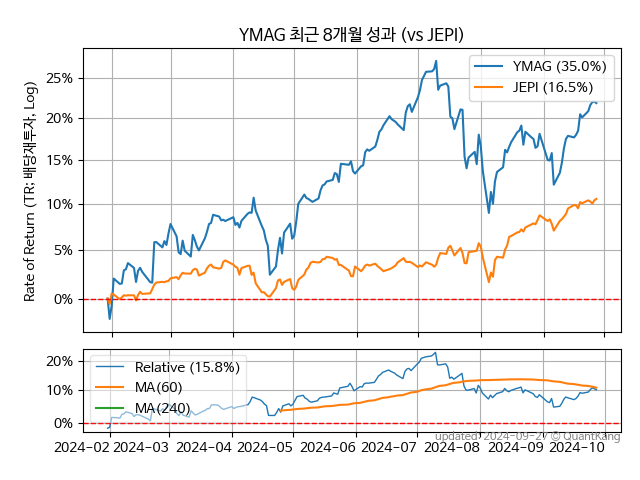 YMAG 최근 8개월 성과 (vs JEPI)
Rate of Return (TR: 배당재투자, Log)
25%
20%
15%
10%
5%
0%
YMAG (35.0%)
JEPI (16.5%)
20%
10%
0%
Relative (15.8%)
MA(60)
MA(240)
updated: 2024-09-27 © QuantKang
2024-02 2024-03 2024-04 2024-05 2024-06 2024-07 2024-08 2024-09 2024-10